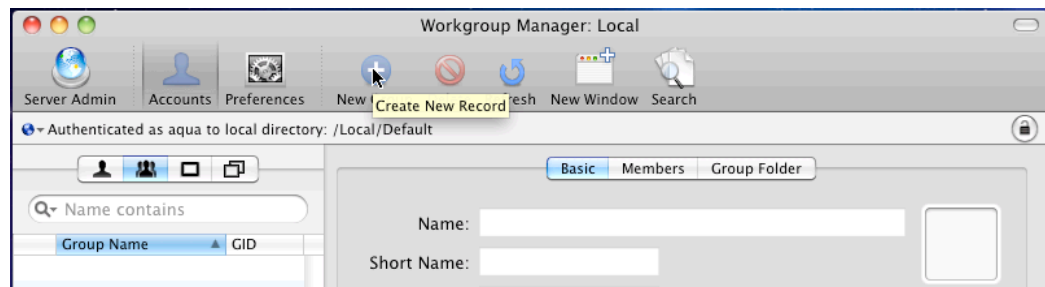 Workgroup Manager: Local
Server Admin Accounts Preferences New Create New Record esh New Window Search
Authenticated as aqua to local directory: /Local/Default
Basic Members Group Folder
Name contains
Name:
Group Name GID
Short Name: